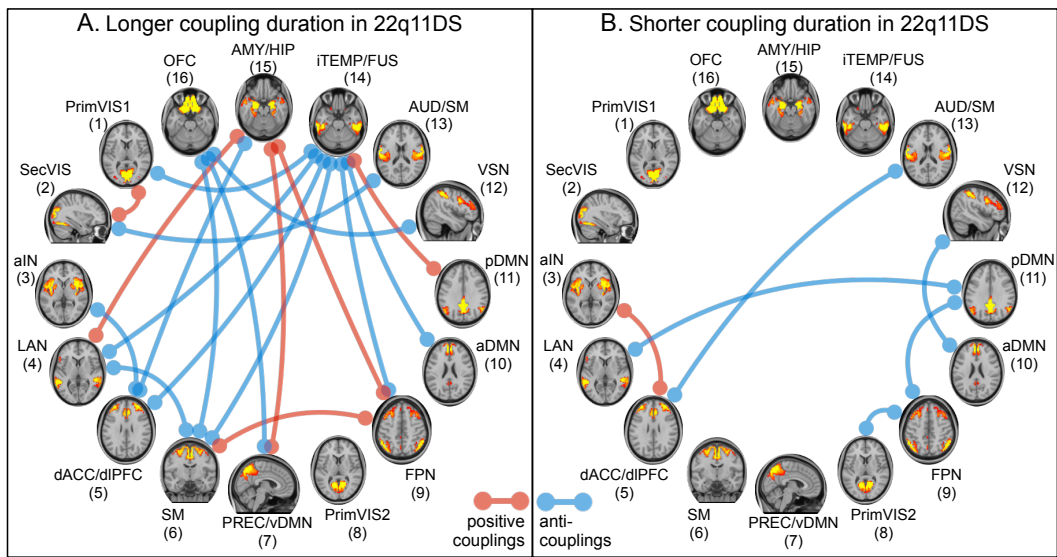 A. Longer coupling duration in 22q11DS
AMY/HIP
(15)
OFC
(16)
iTEMP/FUS
(14)
PrimVIS1
(1)
AUD/SM
(13)
SecVIS
(2)
VSN
(12)
aIN
(3)
pDMN
(11)
LAN
(4)
aDMN
(10)
dACC/dlPFC
(5)
FPN
(9)
SM
(6)
PREC/vDMN
(7)
PrimVIS2
(8)
positive
couplings
anti-
couplings
B. Shorter coupling duration in 22q11DS
AMY/HIP
(15)
OFC
(16)
iTEMP/FUS
(14)
PrimVIS1
(1)
AUD/SM
(13)
SecVIS
(2)
VSN
(12)
aIN
(3)
pDMN
(11)
LAN
(4)
aDMN
(10)
dACC/dlPFC
(5)
FPN
(9)
SM
(6)
PREC/vDMN
(7)
PrimVIS2
(8)